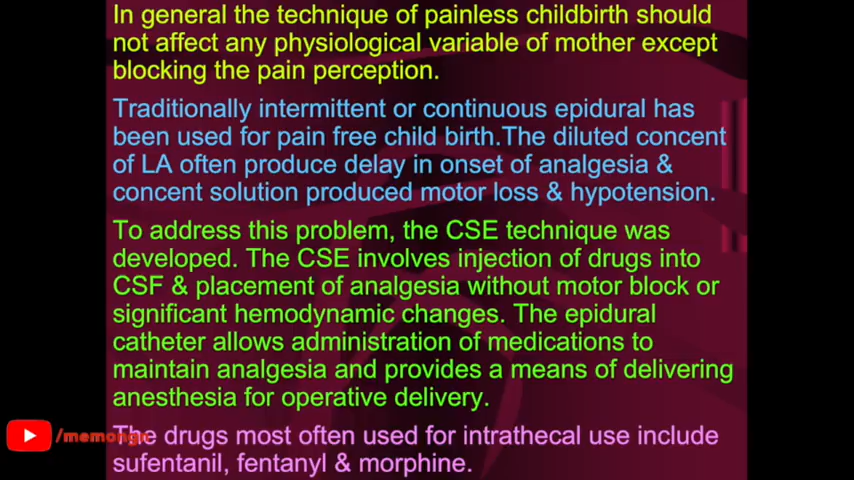 In general the technique of painless childbirth should
not affect any physiological variable of mother except
blocking the pain perception.
Traditionally intermittent or continuous epidural has
been used for pain free child birth.The diluted concent
of LA often produce delay in onset of analgesia &
concent solution produced motor loss & hypotension.
To address this problem, the CSE technique was
developed. The CSE involves injection of drugs into
CSF & placement of analgesia without motor block or
significant hemodynamic changes. The epidural
catheter allows administration of medications to
maintain analgesia and provides a means of delivering
anesthesia for operative delivery.
The drugs most often used for intrathecal use include
sufentanil, fentanyl & morphine.